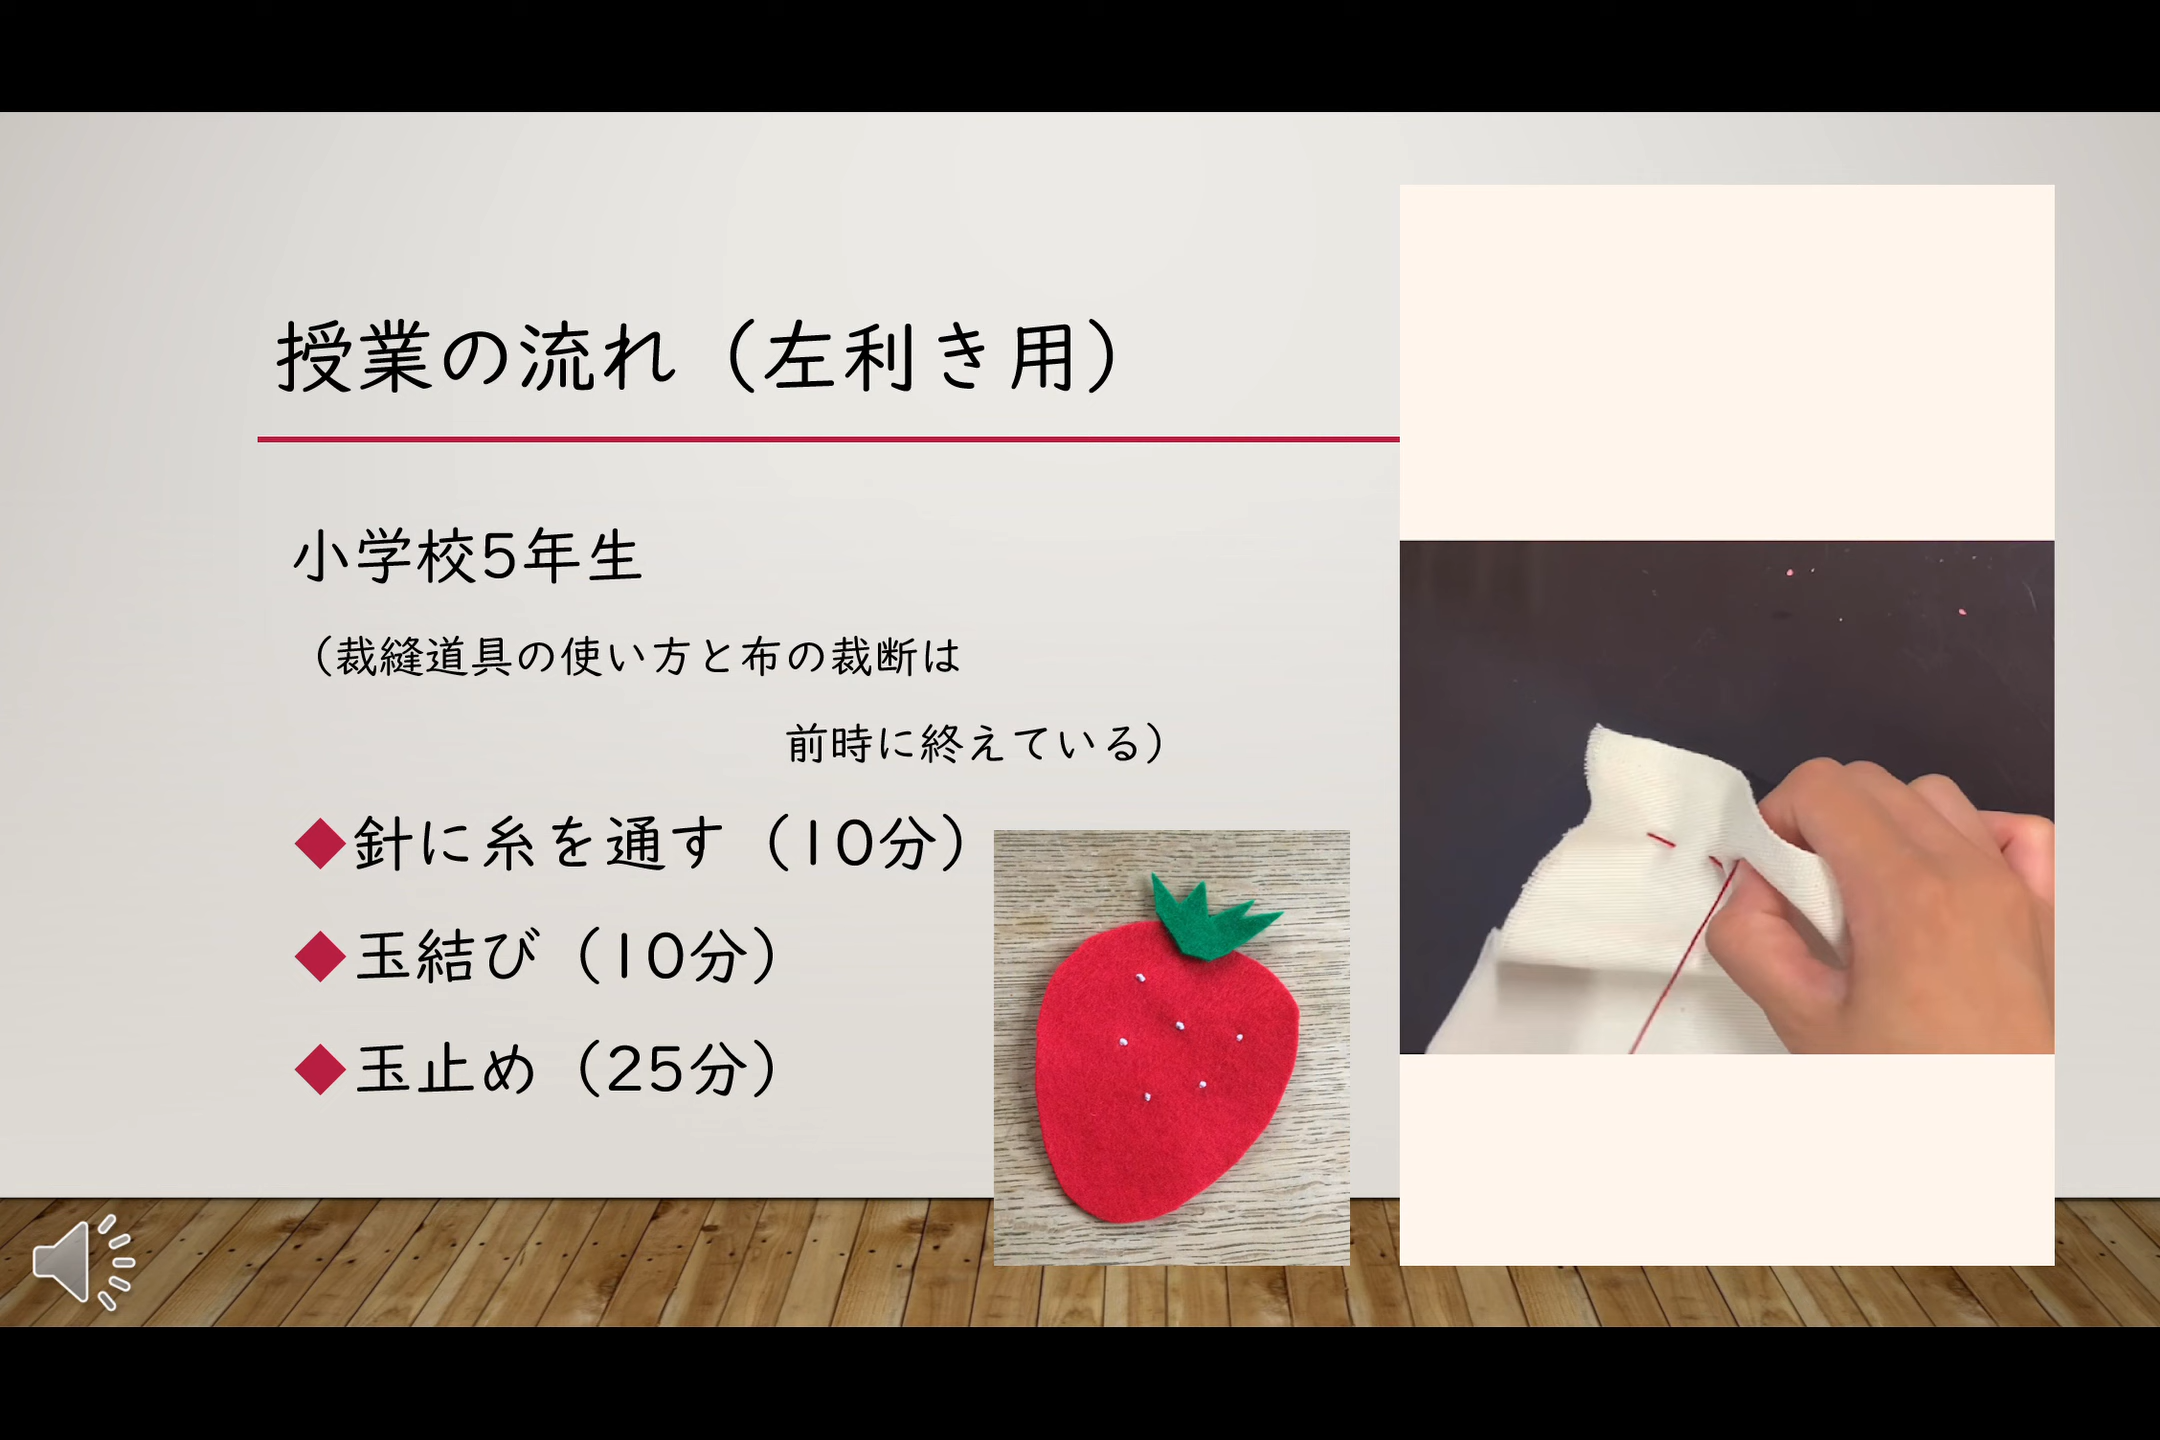 授業の流れ（左利き用）
小学校5年生
（裁縫道具の使い方と布の裁断は
前時に終えている）
◆針に糸を通す（10分）
◆玉結び（10分）
◆玉止め（25分）